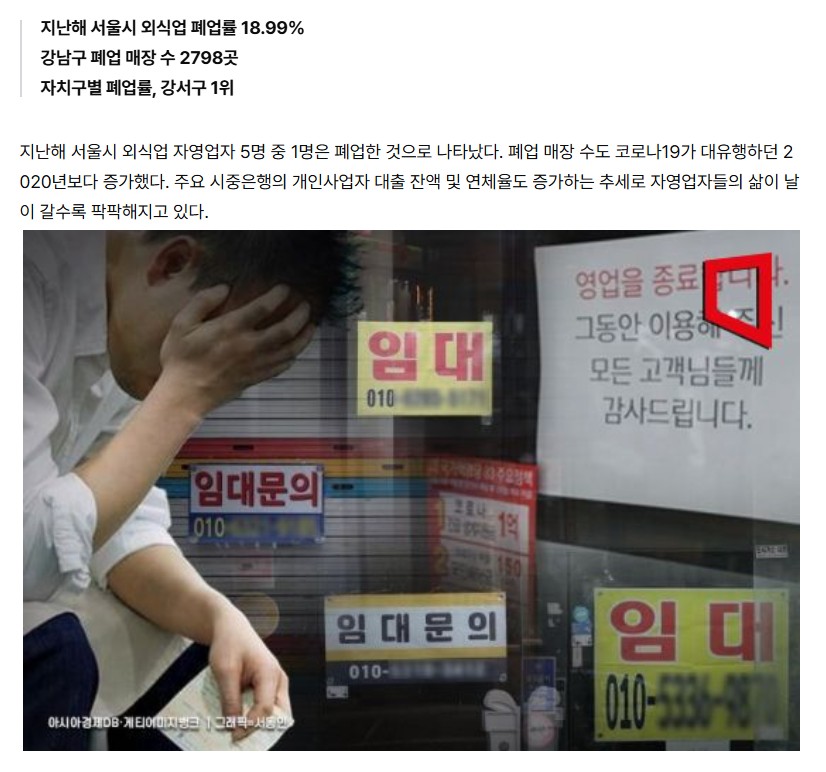 지난해 서울시 외식업 폐업률 18.99%
강남구 폐업 매장 수 2798곳
자치구별 폐업률, 강서구 1위
지난해 서울시 외식업 자영업자 5명 중 1명은 폐업한 것으로 나타났다. 폐업 매장 수도 코로나19가 대유행하던 2
020년보다 증가했다. 주요 시중은행의 개인사업자 대출 잔액 및 연체율도 증가하는 추세로 자영업자들의 삶이 날
이 갈수록 팍팍해지고 있다.
영업을 종료
그동안 이용해
모든 고객님들께
감사드립니다.
임대
010
임대문의
010
코로나
1억
2
150
임대문의
010-
임대
010-
아시아경제DB·게티이미지뱅크 | 그래픽=서동인